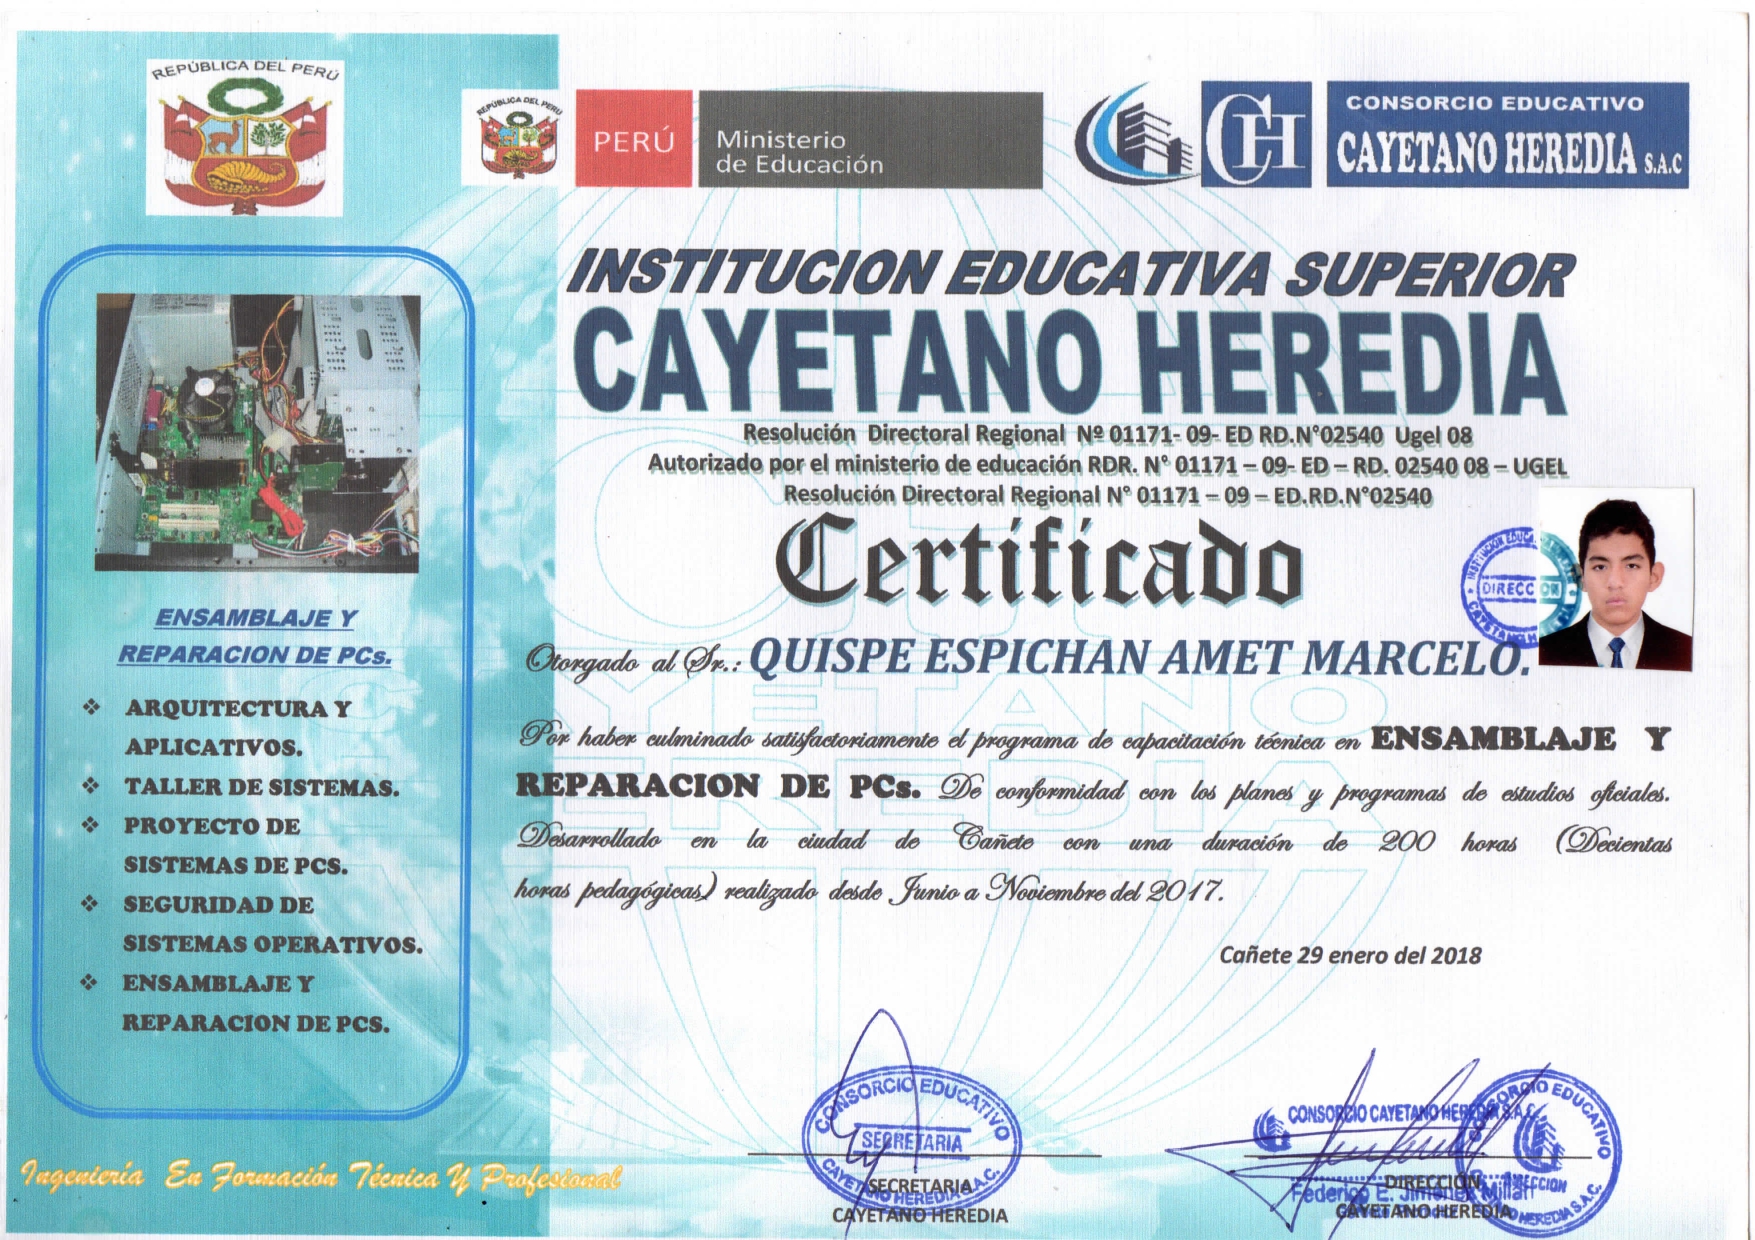 REPÚBLICA DEL PERÚ
REPÚBLICA DEL PERÚ
PERÚ
Ministerio
de Educación
CH
CONSORCIO EDUCATIVO
CAYETANO HEREDIA S.A.C
INSTITUCION EDUCATIVA SUPERIOR
CAYETANO HEREDIA
Resolución Directoral Regional Nº 01171- 09- ED RD.N°02540 Ugel 08
Autorizado por el ministerio de educación RDR. N° 01171 – 09- ED – RD. 02540 08 – UGEL
Resolución Directoral Regional N° 01171 – 09 – ED.RD.N°02540
Certificado
DIRECCION
Otorgado al Sr.: QUISPE ESPICHAN AMET MARCELO.
Por haber culminado satisfactoriamente el programa de capacitación técnica en ENSAMBLAJE Y
REPARACION DE PCs. De conformidad con los planes y programas de estudios oficiales.
Desarrollado en la ciudad de Cañete con una duración de 200 horas (Decientas
horas pedagógicas) realizado desde Junio a Noviembre del 2017.
Cañete 29 enero del 2018
ENSAMBLAJE Y
REPARACION DE PCs.
❖ ARQUITECTURA Y
APLICATIVOS.
❖ TALLER DE SISTEMAS.
❖ PROYECTO DE
SISTEMAS DE PCS.
❖ SEGURIDAD DE
SISTEMAS OPERATIVOS.
❖ ENSAMBLAJE Y
REPARACION DE PCS.
Ingeniería En Formación Técnica Y Profesional
CONSORCIO EDUCATIVO
SECRETARIA
CAYETANO HEREDIA S.A.C.
SECRETARIA
CAYETANO HEREDIA
CONSORCIO CAYETANO HEREDIA S.A.C.
CONSORCIO EDUCATIVO
DIRECCION
DIRECCIÓN
Federico E.
CAYETANO HEREDIA